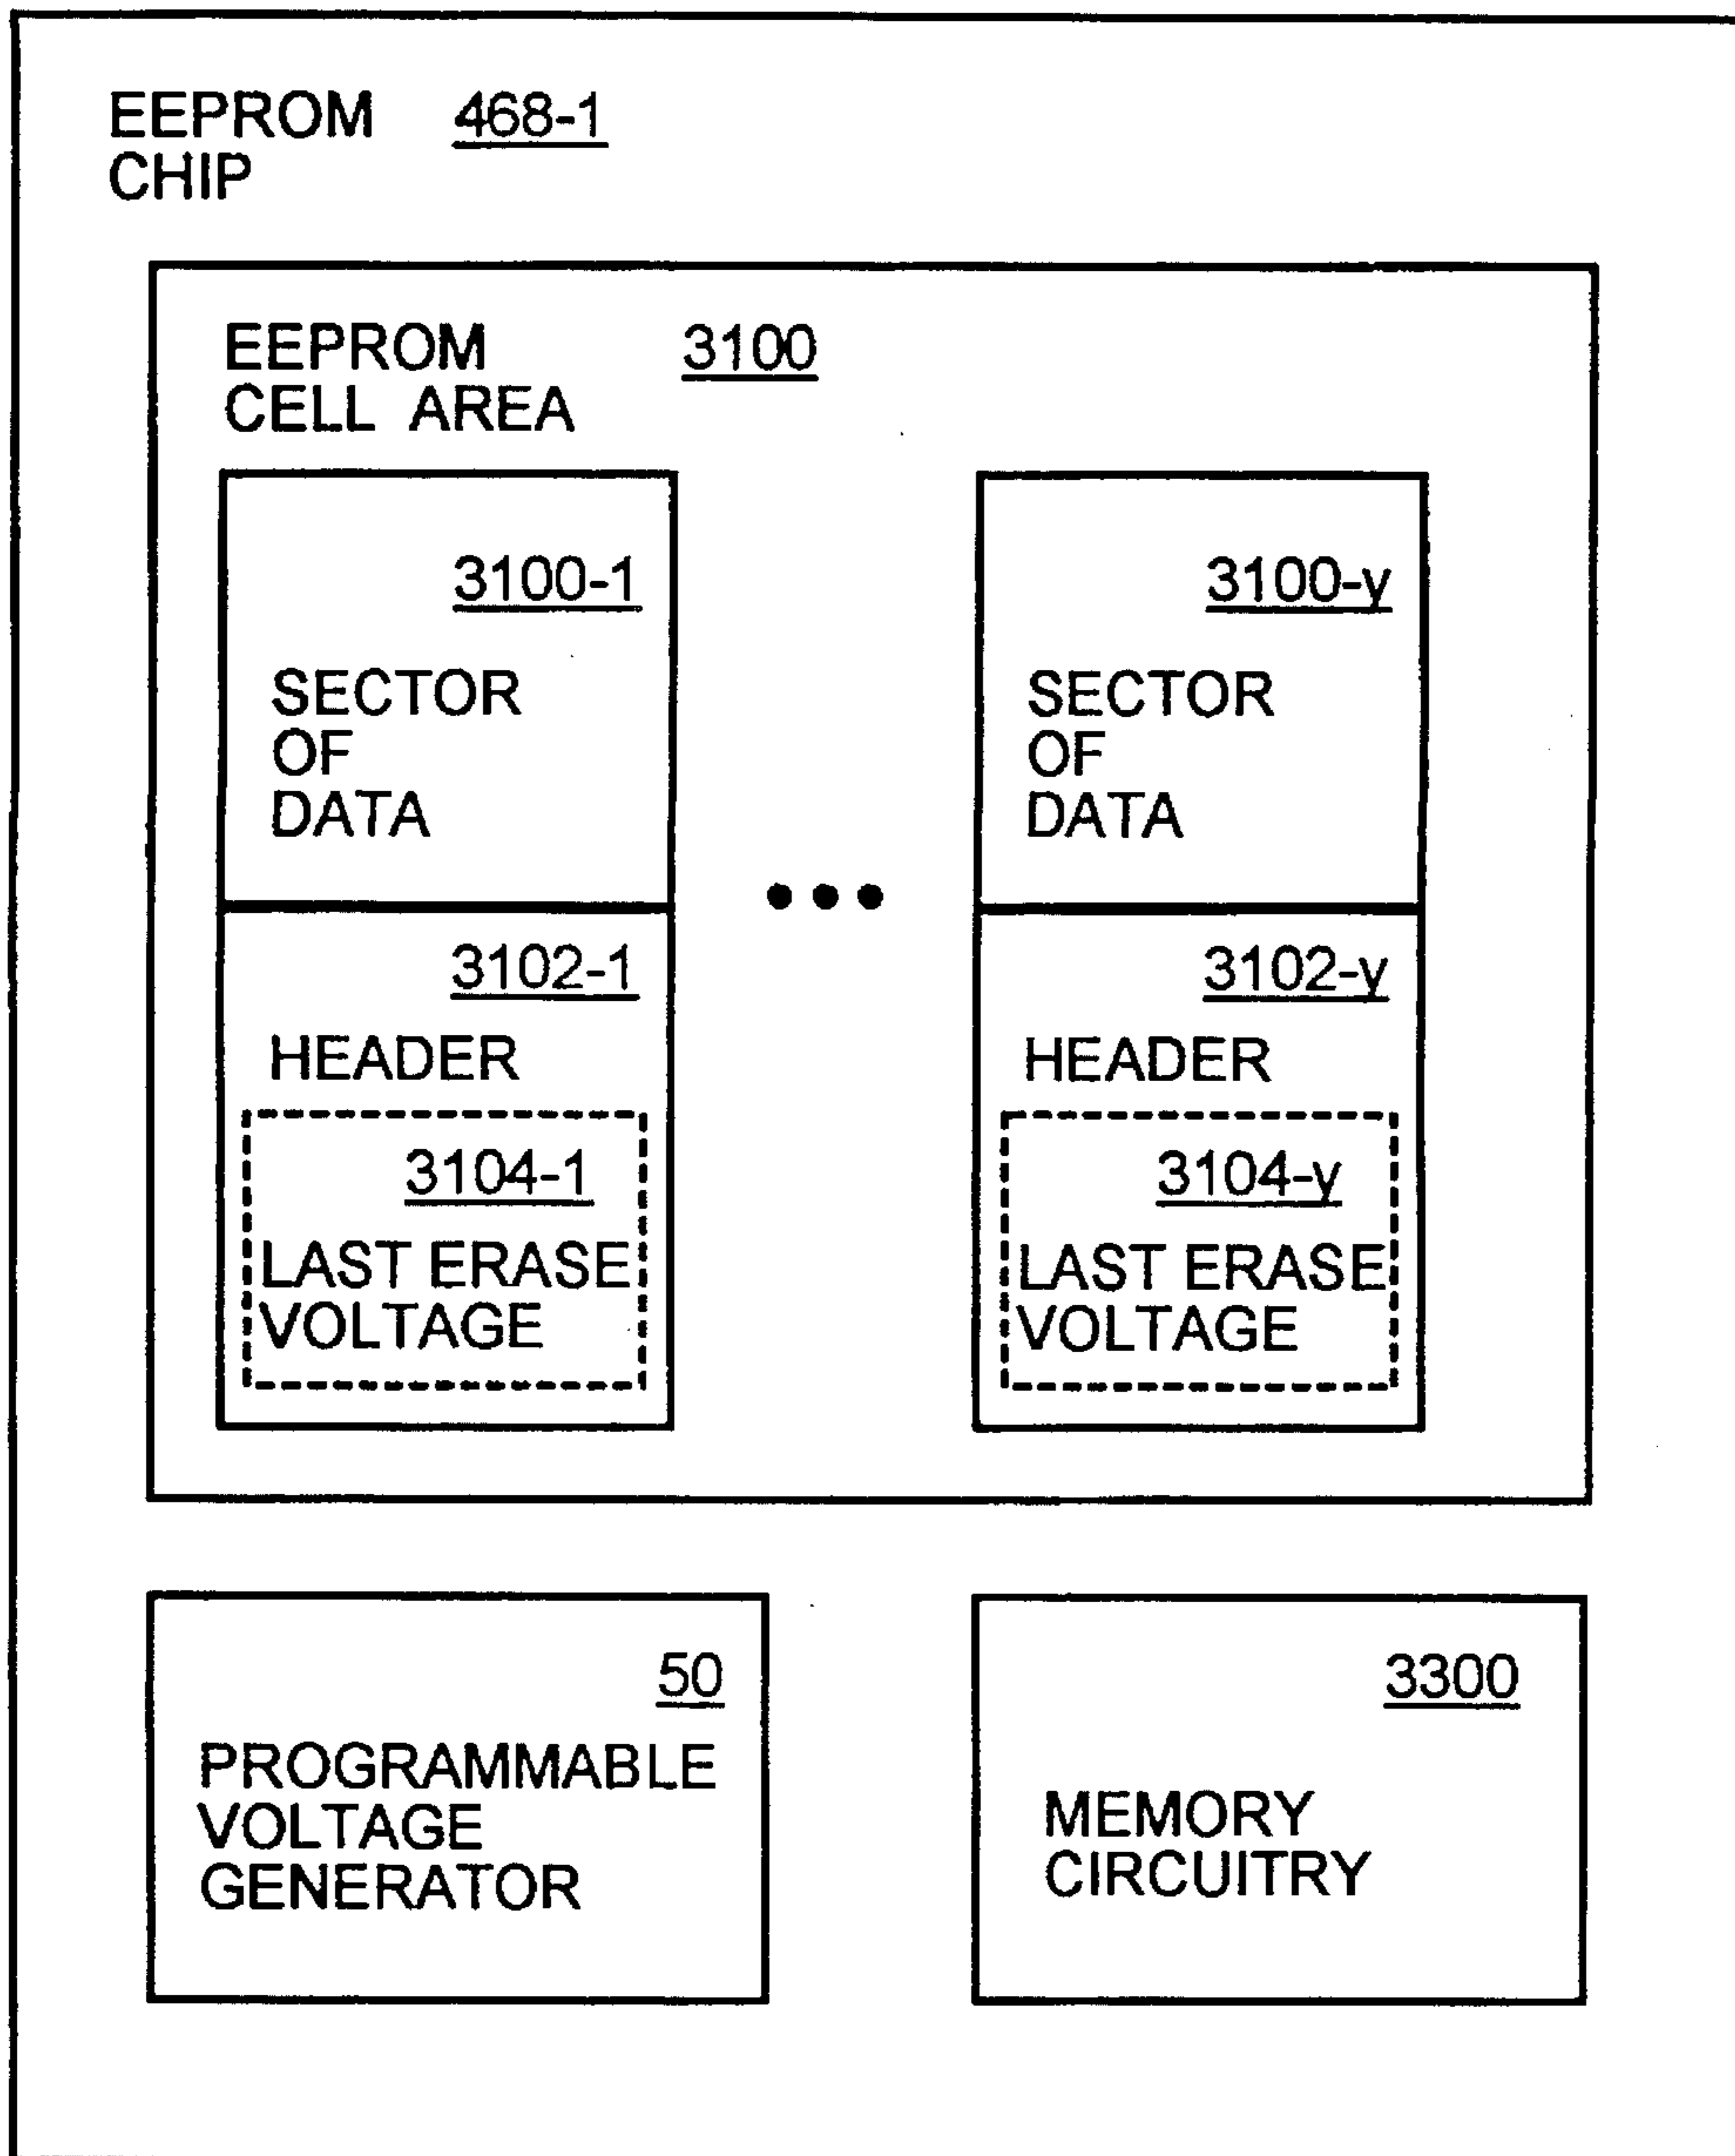 EEPROM 468-1
CHIP
EEPROM 3100
CELL AREA
3100-1
SECTOR
OF
DATA
3102-1
HEADER
3104-1
LAST ERASE
VOLTAGE
3100-y
SECTOR
OF
DATA
3102-y
HEADER
3104-y
LAST ERASE
VOLTAGE
50
PROGRAMMABLE
VOLTAGE
GENERATOR
3300
MEMORY
CIRCUITRY